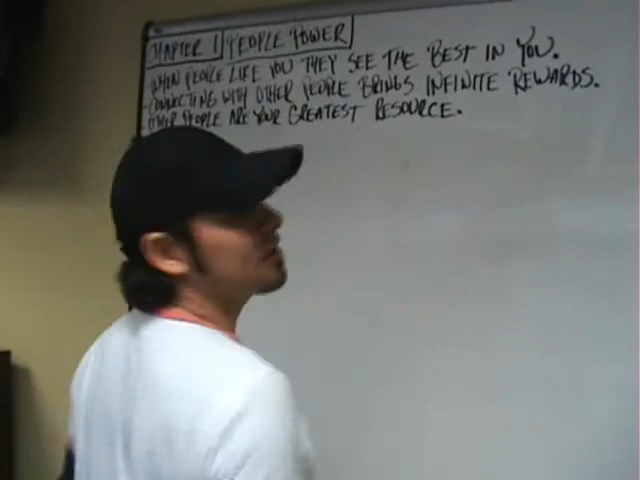 CHAPTER 1 PEOPLE POWER
WHEN PEOPLE LIKE YOU THEY SEE THE BEST IN YOU.
CONNECTING WITH OTHER PEOPLE BRINGS INFINITE REWARDS.
OTHER PEOPLE ARE YOUR GREATEST RESOURCE.